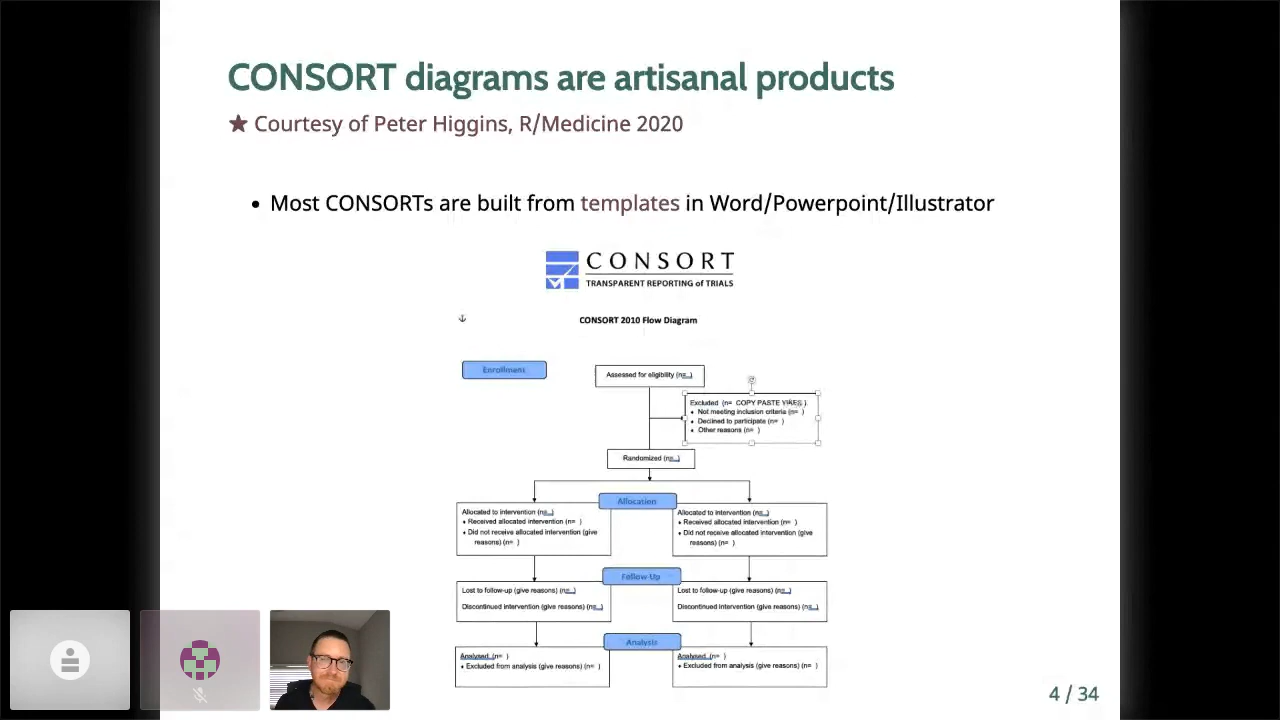 CONSORT diagrams are artisanal products
★ Courtesy of Peter Higgins, R/Medicine 2020
• Most CONSORTs are built from templates in Word/Powerpoint/Illustrator
CONSORT
TRANSPARENT REPORTING of TRIALS
CONSORT 2010 Flow Diagram
Enrollment
Assessed for eligibility (n= )
Excluded (n= COPY PASTE YIKES )
♦ Not meeting inclusion criteria (n= )
♦ Declined to participate (n= )
♦ Other reasons (n= )
Randomized (n= )
Allocation
Allocated to intervention (n= )
♦ Received allocated intervention (n= )
♦ Did not receive allocated intervention (give
reasons) (n= )
Allocated to intervention (n= )
♦ Received allocated intervention (n= )
♦ Did not receive allocated intervention (give
reasons) (n= )
Follow-Up
Lost to follow-up (give reasons) (n= )
Discontinued intervention (give reasons) (n= )
Lost to follow-up (give reasons) (n= )
Discontinued intervention (give reasons) (n= )
Analysis
Analysed (n= )
♦ Excluded from analysis (give reasons) (n= )
Analysed (n= )
♦ Excluded from analysis (give reasons) (n= )
4 / 34